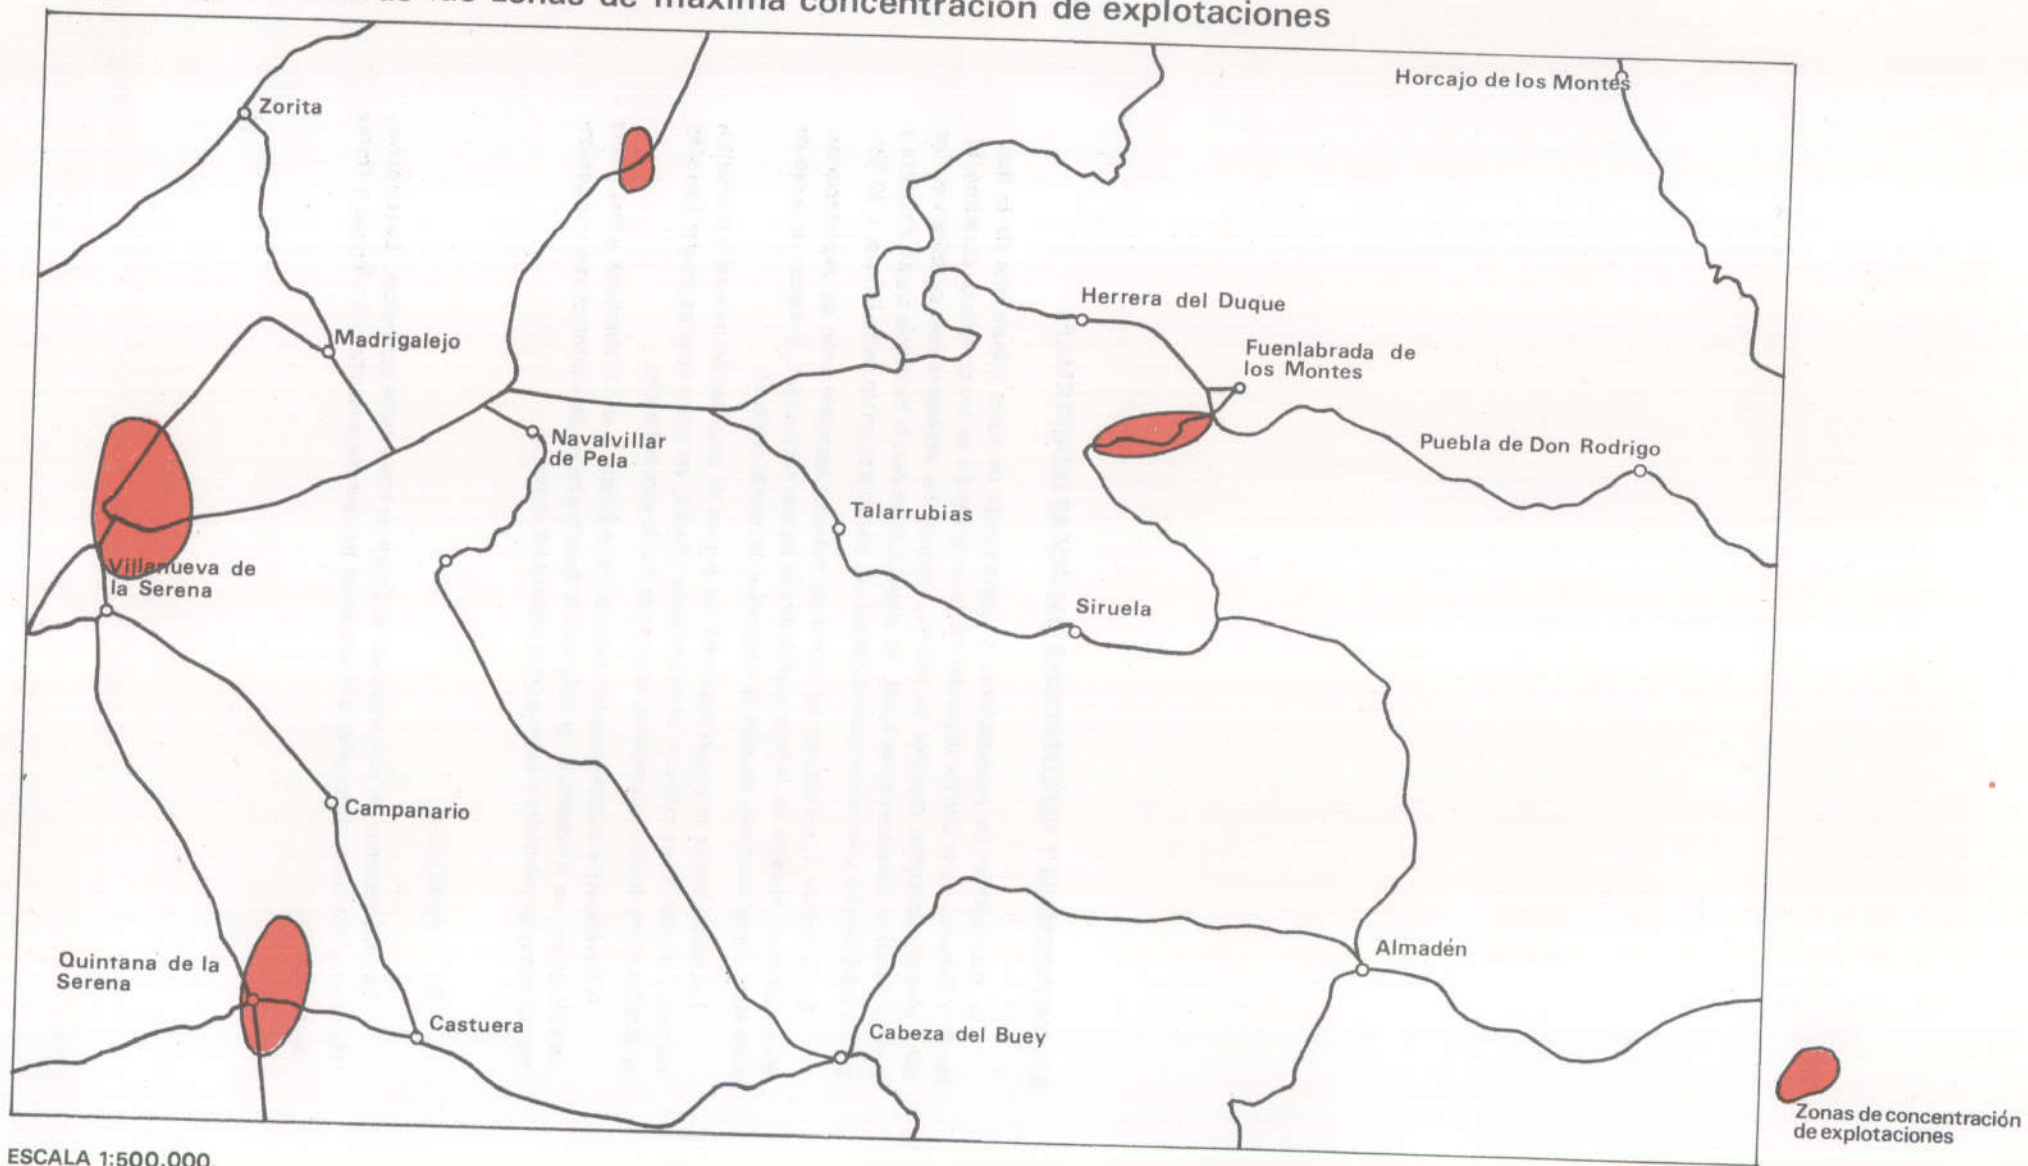 las zonas de máxima concentración de explotaciones
Horcajo de los Montes
Zorita
Herrera del Duque
Madrigalejo
Fuenlabrada de
los Montes
Navalvillar
de Pela
Puebla de Don Rodrigo
Talarrubias
Villanueva de
la Serena
Siruela
Campanario
Almadén
Quintana de la
Serena
Castuera
Cabeza del Buey
Zonas de concentración
de explotaciones
ESCALA 1:500.000.